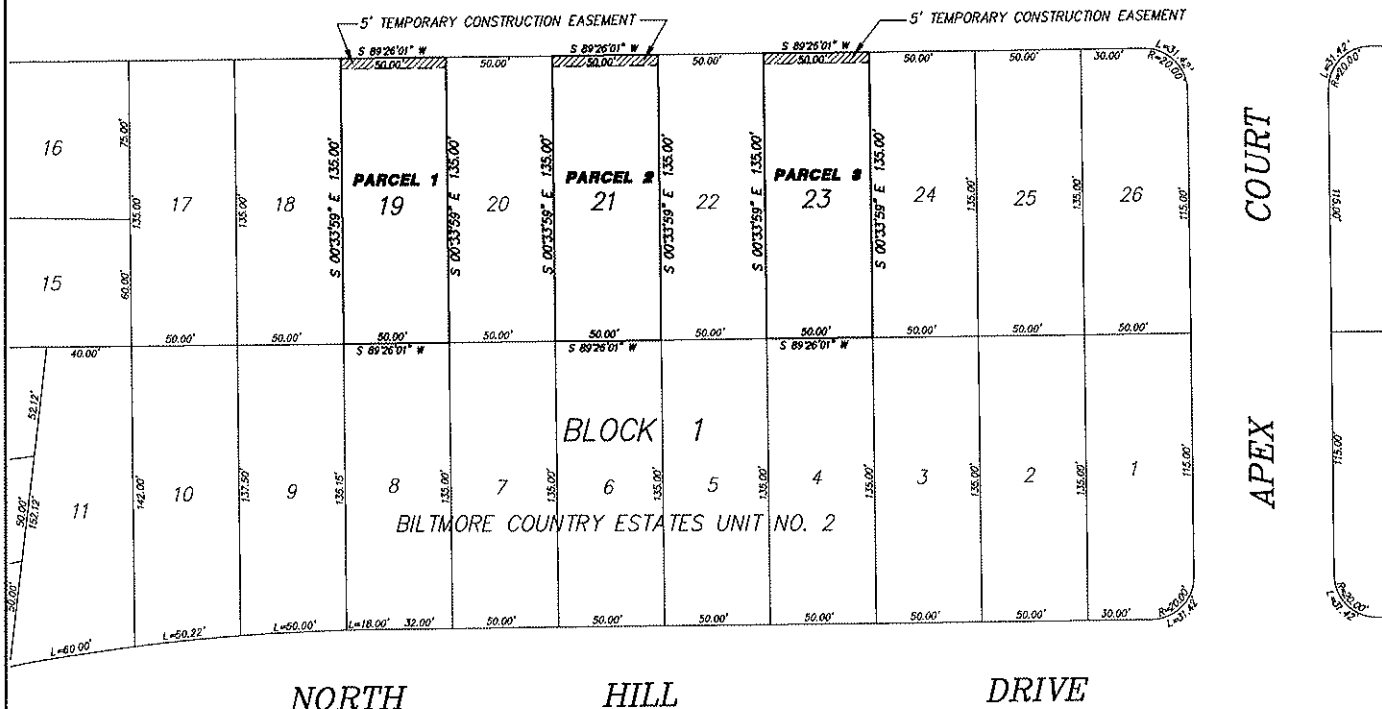 5' TEMPORARY CONSTRUCTION EASEMENT
5' TEMPORARY CONSTRUCTION EASEMENT
S 89°26'01" W
S 89°26'01" W
S 89°26'01" W
50.00'
50.00'
50.00'
50.00'
50.00'
50.00'
50.00'
30.00'
L=31.42'
R=20.00'
L=31.42'
R=20.00'
16
75.00'
15
60.00'
135.00'
17
135.00'
18
S 00°33'59" E 135.00'
PARCEL 1
19
S 00°33'59" E 135.00'
20
S 00°33'59" E 135.00'
PARCEL 2
21
S 00°33'59" E 135.00'
22
S 00°33'59" E 135.00'
PARCEL 3
23
S 00°33'59" E 135.00'
24
135.00'
25
135.00'
26
115.00'
COURT
115.00'
40.00'
50.00'
50.00'
50.00'
50.00'
50.00'
50.00'
50.00'
50.00'
50.00'
50.00'
S 89°26'01" W
S 89°26'01" W
S 89°26'01" W
52.12'
50.00'
152.12'
50.00'
BLOCK 1
11
142.00'
10
137.50'
9
135.15'
8
135.00'
7
135.00'
6
135.00'
5
135.00'
4
135.00'
3
135.00'
2
135.00'
1
115.00'
APEX
115.00'
BILTMORE COUNTRY ESTATES UNIT NO. 2
L=60.00'
L=50.22'
L=50.00'
L=18.00'
32.00'
50.00'
50.00'
50.00'
50.00'
50.00'
50.00'
30.00'
R=20.00'
L=31.42'
R=20.00'
L=31.42'
NORTH HILL DRIVE